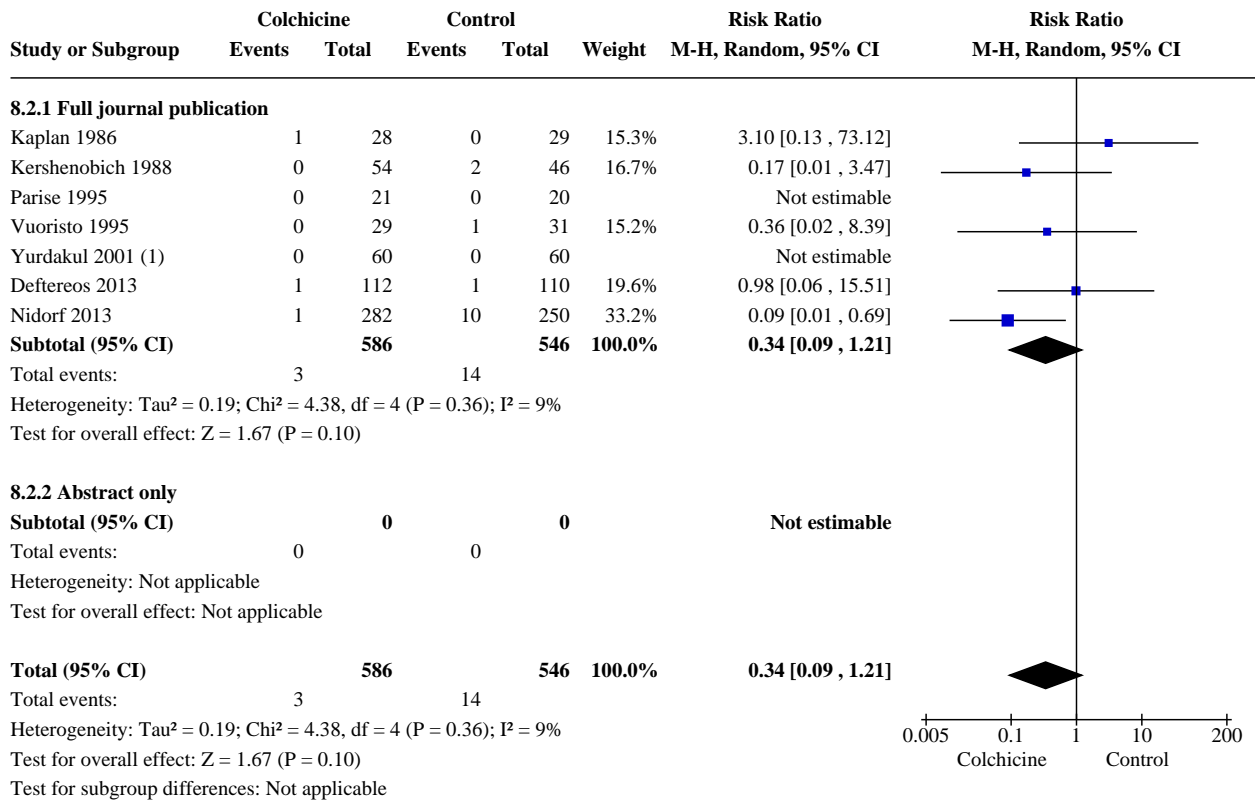 Colchicine Control Risk Ratio Risk Ratio
Study or Subgroup Events Total Events Total Weight M-H, Random, 95% CI M-H, Random, 95% CI
8.2.1 Full journal publication
Kaplan 1986 1 28 0 29 15.3% 3.10 [0.13 , 73.12]
Kershenobich 1988 0 54 2 46 16.7% 0.17 [0.01 , 3.47]
Parise 1995 0 21 0 20 Not estimable
Vuoristo 1995 0 29 1 31 15.2% 0.36 [0.02 , 8.39]
Yurdakul 2001 (1) 0 60 0 60 Not estimable
Deftereos 2013 1 112 1 110 19.6% 0.98 [0.06 , 15.51]
Nidorf 2013 1 282 10 250 33.2% 0.09 [0.01 , 0.69]
Subtotal (95% CI) 586 546 100.0% 0.34 [0.09 , 1.21]
Total events: 3 14
Heterogeneity: Tau² = 0.19; Chi² = 4.38, df = 4 (P = 0.36); I² = 9%
Test for overall effect: Z = 1.67 (P = 0.10)
8.2.2 Abstract only
Subtotal (95% CI) 0 0 Not estimable
Total events: 0 0
Heterogeneity: Not applicable
Test for overall effect: Not applicable
Total (95% CI) 586 546 100.0% 0.34 [0.09 , 1.21]
Total events: 3 14
Heterogeneity: Tau² = 0.19; Chi² = 4.38, df = 4 (P = 0.36); I² = 9%
Test for overall effect: Z = 1.67 (P = 0.10)
Test for subgroup differences: Not applicable
0.005 0.1 1 10 200
Colchicine Control